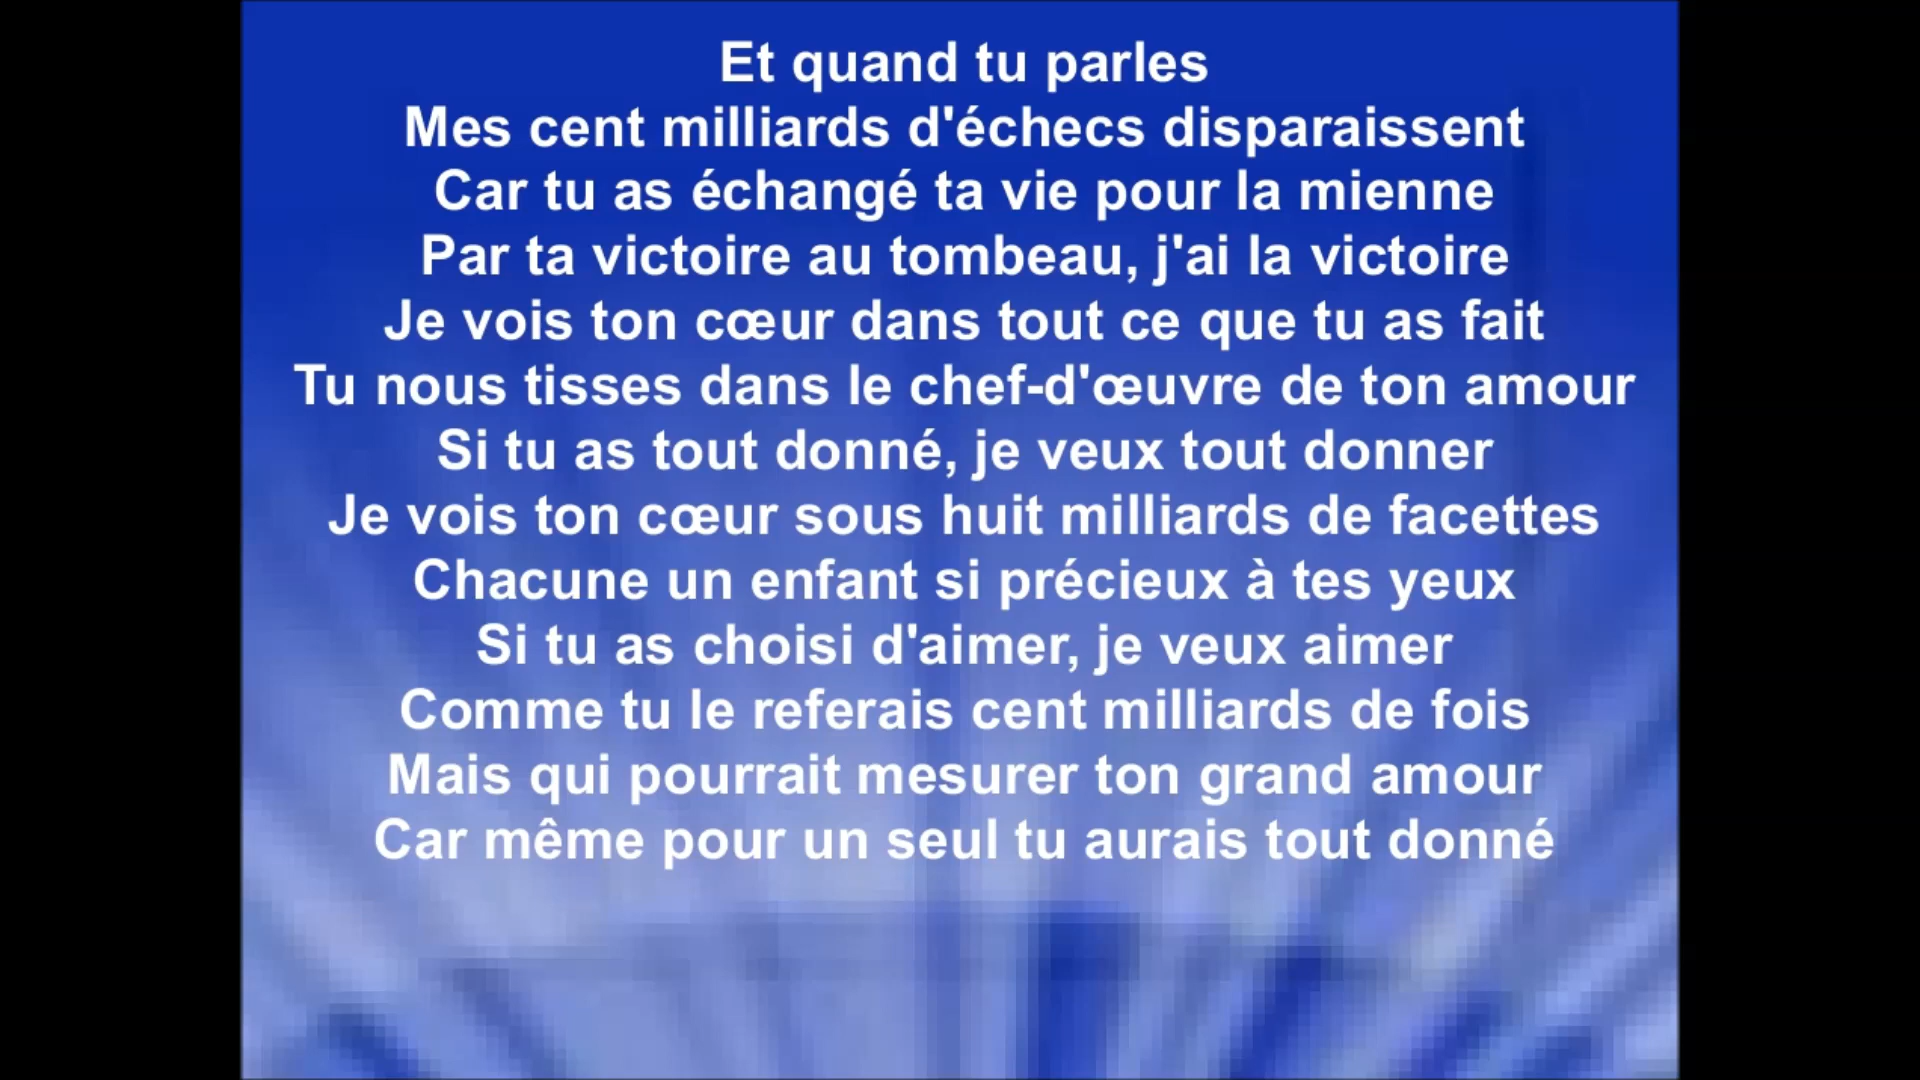 Et quand tu parles
Mes cent milliards d'échecs disparaissent
Car tu as échangé ta vie pour la mienne
Par ta victoire au tombeau, j'ai la victoire
Je vois ton cœur dans tout ce que tu as fait
Tu nous tisses dans le chef-d'œuvre de ton amour
Si tu as tout donné, je veux tout donner
Je vois ton cœur sous huit milliards de facettes
Chacune un enfant si précieux à tes yeux
Si tu as choisi d'aimer, je veux aimer
Comme tu le referais cent milliards de fois
Mais qui pourrait mesurer ton grand amour
Car même pour un seul tu aurais tout donné